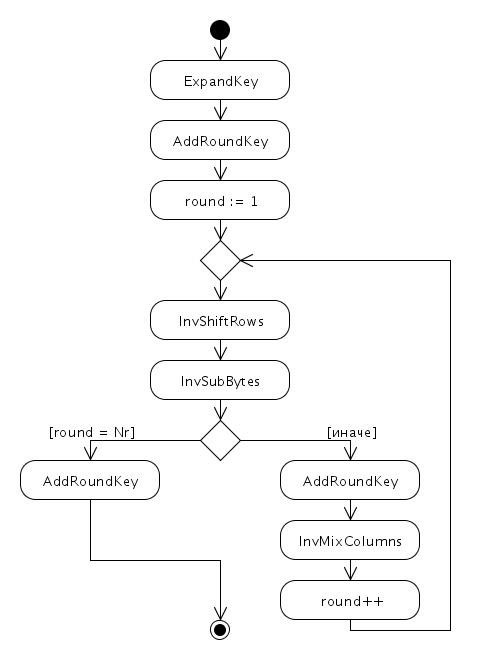 ExpandKey
AddRoundKey
round := 1
InvShiftRows
InvSubBytes
[round = Nr]
[иначе]
AddRoundKey
AddRoundKey
InvMixColumns
round++